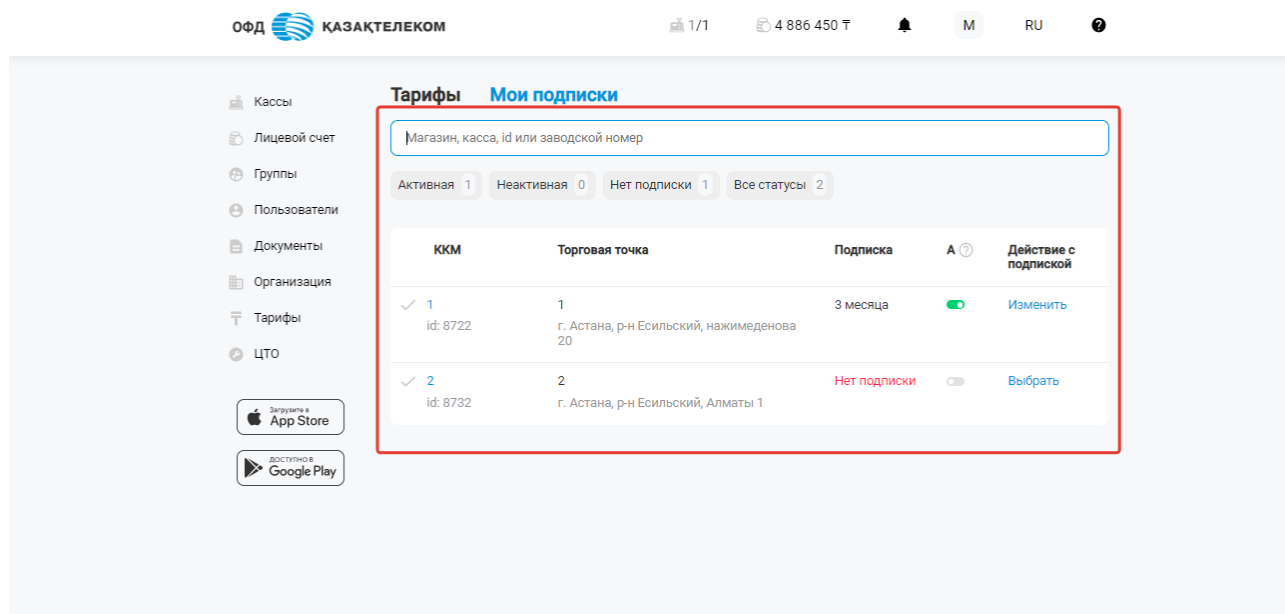 ОФД ҚАЗАҚТЕЛЕКОМ 1/1 4 886 450 ₸ M RU ?
Тарифы Мои подписки
Кассы
Лицевой счет
Группы
Пользователи
Документы
Организация
Тарифы
ЦТО
Загрузите в
App Store
ДОСТУПНО В
Google Play
Магазин, касса, id или заводской номер
Активная 1 Неактивная 0 Нет подписки 1 Все статусы 2
ККМ Торговая точка Подписка А ? Действие с
подпиской
1 1 3 месяца Изменить
id: 8722 г. Астана, р-н Есильский, нажимеденова
20
2 2 Нет подписки Выбрать
id: 8732 г. Астана, р-н Есильский, Алматы 1